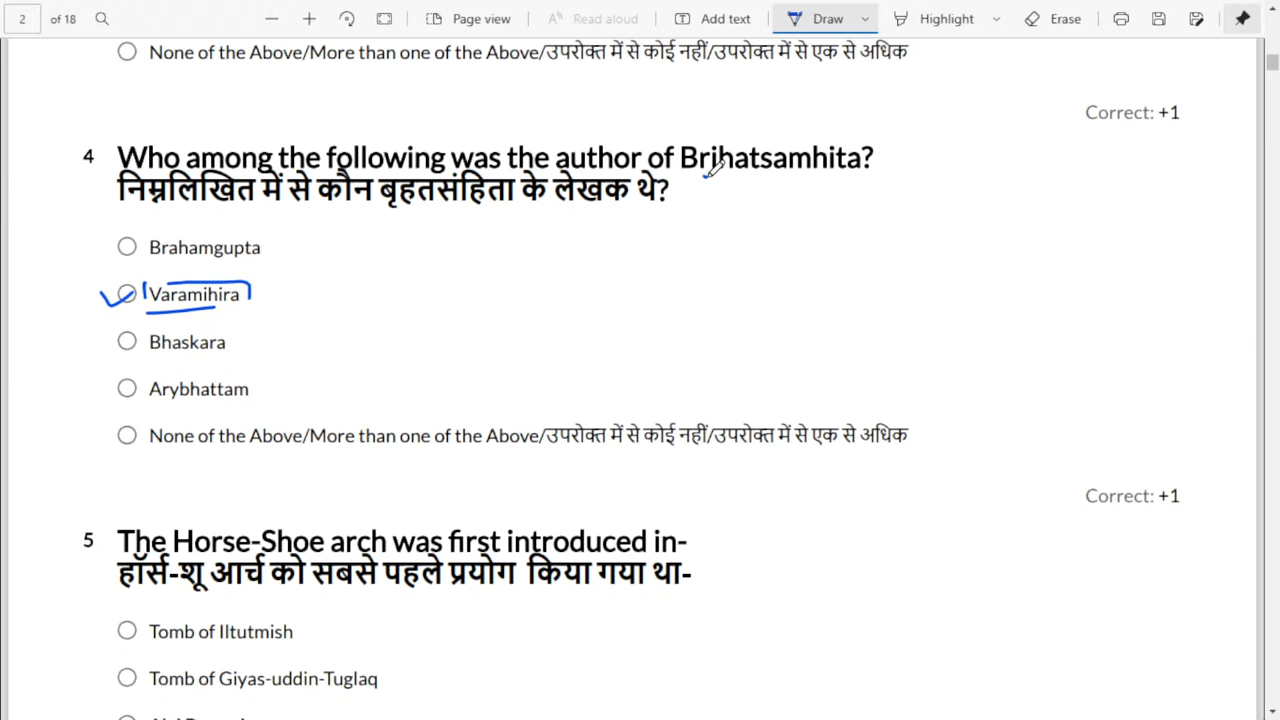 2 of 18 Page view Read aloud Add text Draw Highlight Erase
None of the Above/More than one of the Above/उपरोक्त में से कोई नहीं/उपरोक्त में से एक से अधिक
Correct: +1
4 Who among the following was the author of Brihatsamhita?
निम्नलिखित में से कौन बृहतसंहिता के लेखक थे?
Brahamgupta
Varamihira
Bhaskara
Arybhattam
None of the Above/More than one of the Above/उपरोक्त में से कोई नहीं/उपरोक्त में से एक से अधिक
Correct: +1
5 The Horse-Shoe arch was first introduced in-
हॉर्स-शू आर्च को सबसे पहले प्रयोग किया गया था-
Tomb of Iltutmish
Tomb of Giyas-uddin-Tuglaq